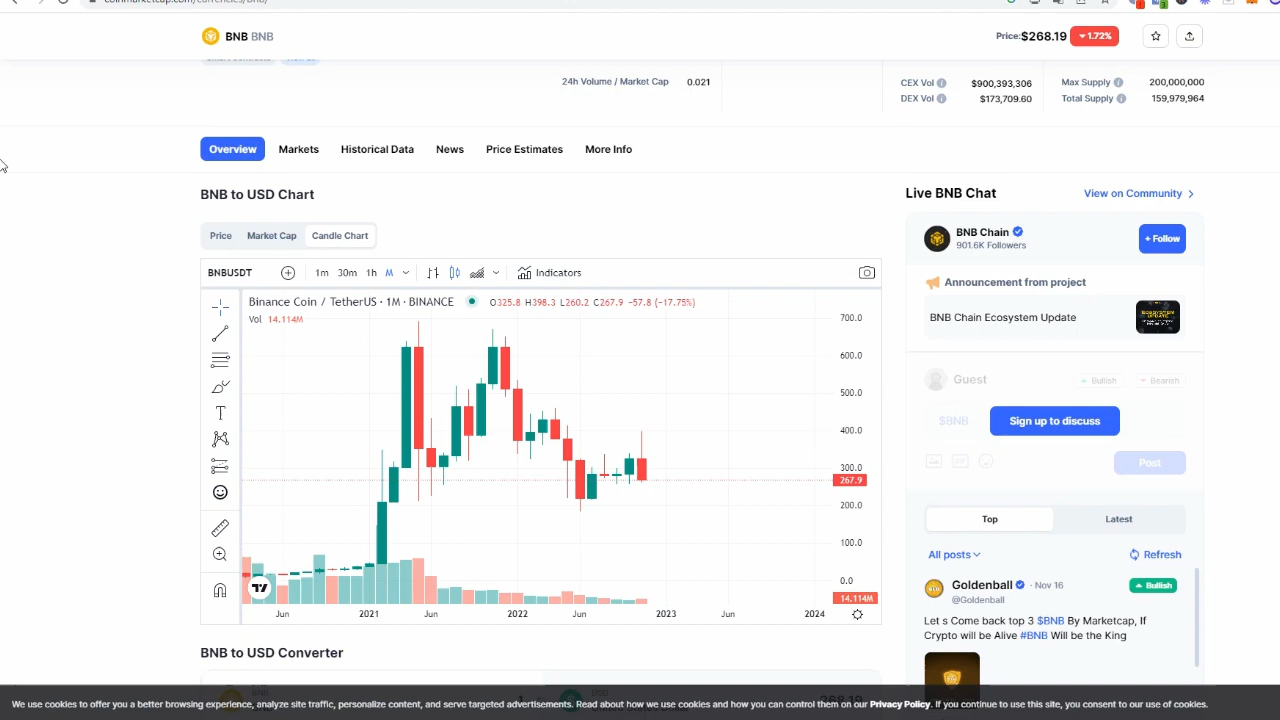 coinmarketcap.com/currencies/bnb/
BNB BNB
Price:$268.19
1.72%
24h Volume / Market Cap 0.021
CEX Vol $900,393,306
DEX Vol $173,709.60
Max Supply 200,000,000
Total Supply 159,979,964
Overview Markets Historical Data News Price Estimates More Info
BNB to USD Chart
Price Market Cap Candle Chart
BNBUSDT 1m 30m 1h M Indicators
Binance Coin / TetherUS · 1M · BINANCE O325.8 H398.3 L260.2 C267.9 -57.8 (-17.75%)
Vol 14.114M
700.0
600.0
500.0
400.0
300.0
267.9
200.0
100.0
0.0
14.114M
Jun 2021 Jun 2022 Jun 2023 Jun 2024
BNB to USD Converter
Live BNB Chat
View on Community
BNB Chain
901.6K Followers
+ Follow
Announcement from project
BNB Chain Ecosystem Update
Guest
Bullish
Bearish
$BNB
Sign up to discuss
GIF
Post
Top Latest
All posts
Refresh
Goldenball · Nov 16
Bullish
@Goldenball
Let s Come back top 3 $BNB By Marketcap, If
Crypto will be Alive #BNB Will be the King
We use cookies to offer you a better browsing experience, analyze site traffic, personalize content, and serve targeted advertisements. Read about how we use cookies and how you can control them on our Privacy Policy. If you continue to use this site, you consent to our use of cookies.